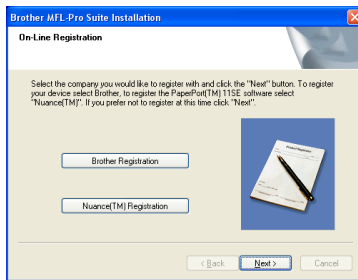 Brother MFL-Pro Suite Installation
On-Line Registration
Select the company you would like to register with and click the "Next" button. To register
your device select Brother, to register the PaperPort(TM) 11SE software select
"Nuance(TM)". If you prefer not to register at this time click "Next".
Brother Registration
Nuance(TM) Registration
Product Registration
< Back
Next >
Cancel